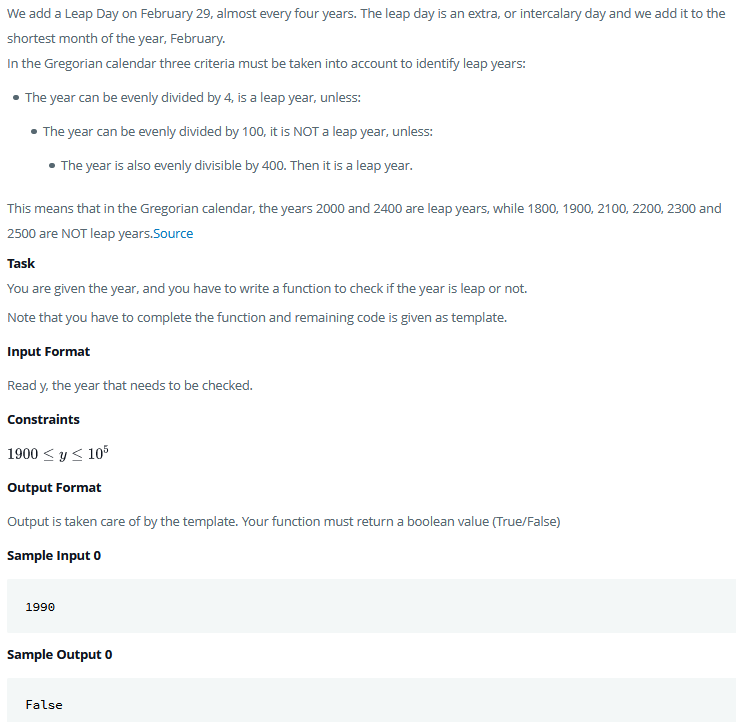 We add a Leap Day on February 29, almost every four years. The leap day is an extra, or intercalary day and we add it to the
shortest month of the year, February.
In the Gregorian calendar three criteria must be taken into account to identify leap years:
• The year can be evenly divided by 4, is a leap year, unless:
• The year can be evenly divided by 100, it is NOT a leap year, unless:
• The year is also evenly divisible by 400. Then it is a leap year.
This means that in the Gregorian calendar, the years 2000 and 2400 are leap years, while 1800, 1900, 2100, 2200, 2300 and
2500 are NOT leap years.Source
Task
You are given the year, and you have to write a function to check if the year is leap or not.
Note that you have to complete the function and remaining code is given as template.
Input Format
Read y, the year that needs to be checked.
Constraints
1900 ≤ y ≤ 10⁵
Output Format
Output is taken care of by the template. Your function must return a boolean value (True/False)
Sample Input 0
1990
Sample Output 0
False